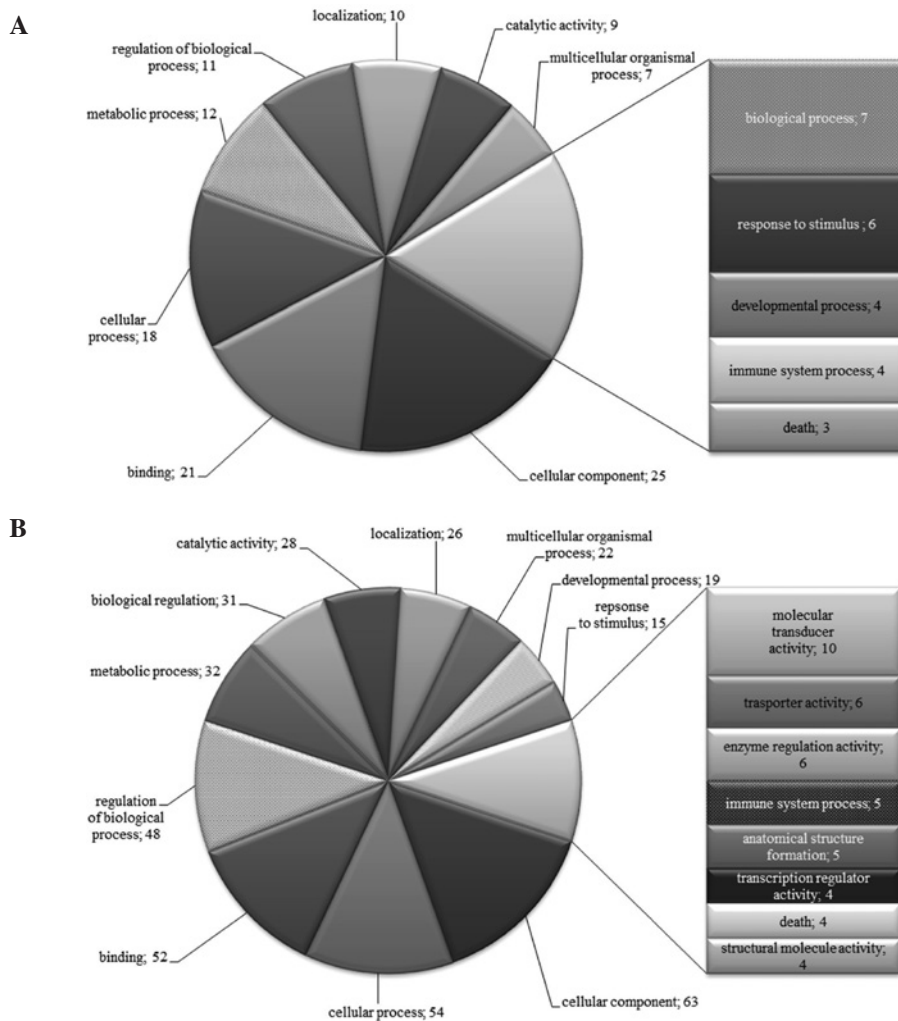 A
localization; 10
catalytic activity; 9
regulation of biological
process; 11
multicellular organismal
process; 7
metabolic process; 12
cellular
process; 18
binding; 21
cellular component; 25
biological process; 7
response to stimulus ; 6
developmental process; 4
immune system process; 4
death; 3
B
localization; 26
catalytic activity; 28
multicellular organismal
process; 22
developmental process; 19
biological regulation; 31
repsonse
to stimulus; 15
metabolic process; 32
regulation
of biological
process; 48
binding; 52
cellular process; 54
cellular component; 63
molecular
transducer
activity; 10
trasporter activity; 6
enzyme regulation activity;
6
immune system process; 5
anatomical structure
formation; 5
transcription regulator
activity; 4
death; 4
structural molecule activity;
4